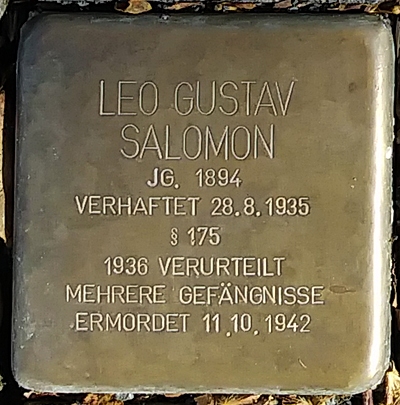 LEO GUSTAV
SALOMON
JG. 1894
VERHAFTET 28.8.1935
§ 175
1936 VERURTEILT
MEHRERE GEFÄNGNISSE
ERMORDET 11.10.1942